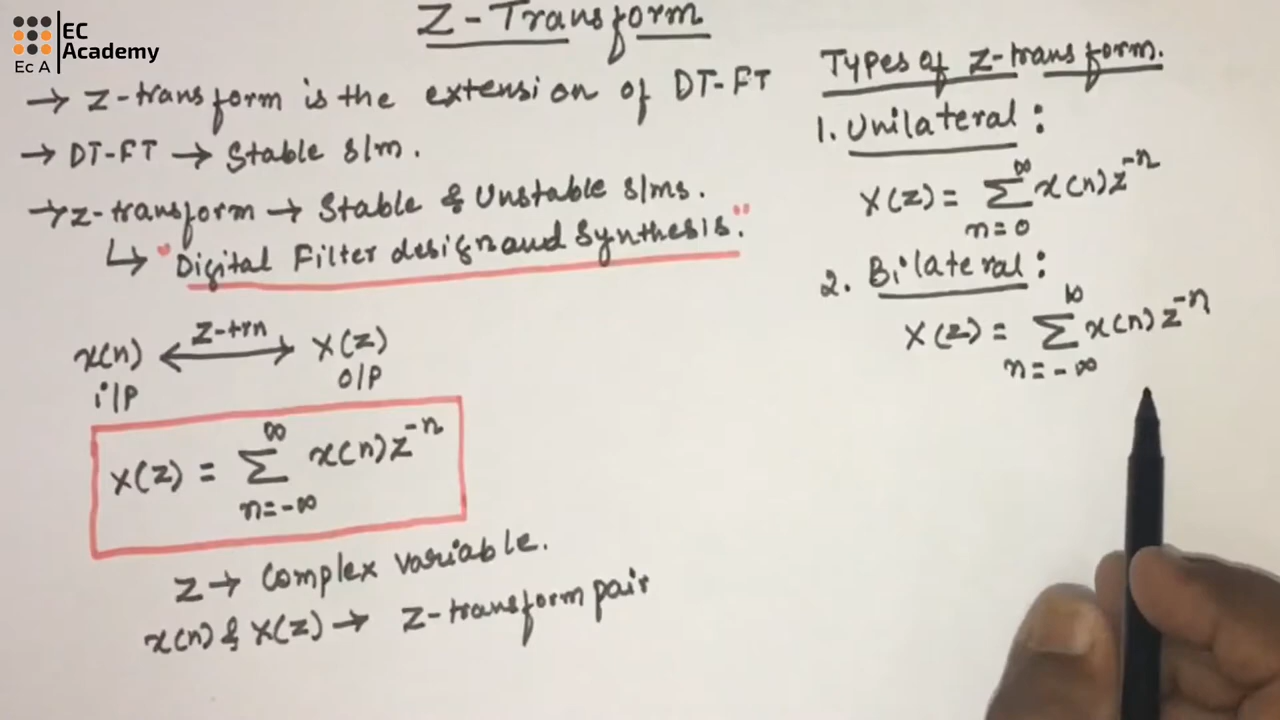 EC
Academy
Ec A
Z-Transform
→ Z-transform is the extension of DT-FT
→ DT-FT → Stable s/m.
→ Z-transform → Stable & Unstable s/ms.
↳ "Digital Filter design and Synthesis."
x(n) ←Z-trn→ X(z)
i/P O/P
X(z) = ∑_{n=-∞}^{∞} x(n) z^{-n}
Z → Complex variable.
x(n) & X(z) → Z-transform pair
Types of Z-transform.
1. Unilateral :
X(z) = ∑_{n=0}^{∞} x(n) z^{-n}
2. Bilateral :
X(z) = ∑_{n=-∞}^{∞} x(n) z^{-n}